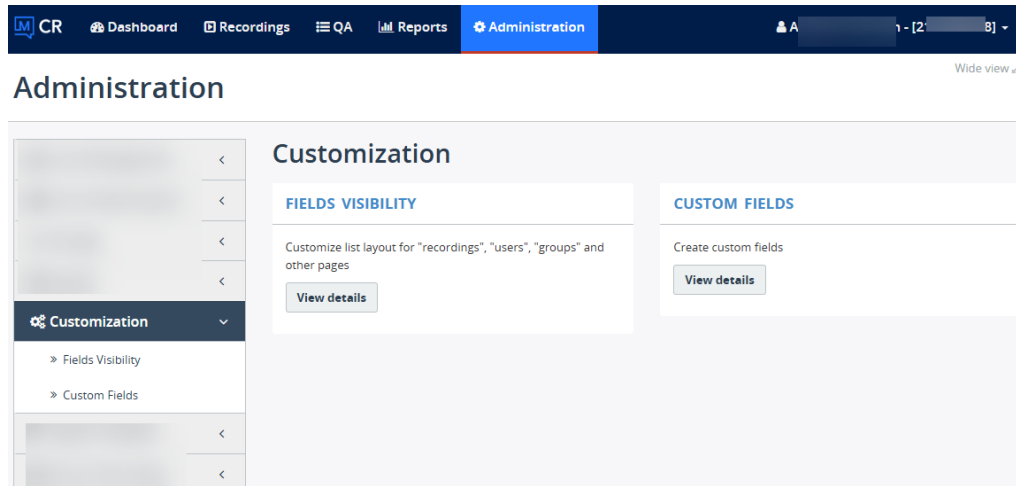 M CR Dashboard Recordings QA Reports Administration
Wide view
Administration
Customization
FIELDS VISIBILITY
Customize list layout for "recordings", "users", "groups" and
other pages
View details
CUSTOM FIELDS
Create custom fields
View details
Customization
» Fields Visibility
» Custom Fields